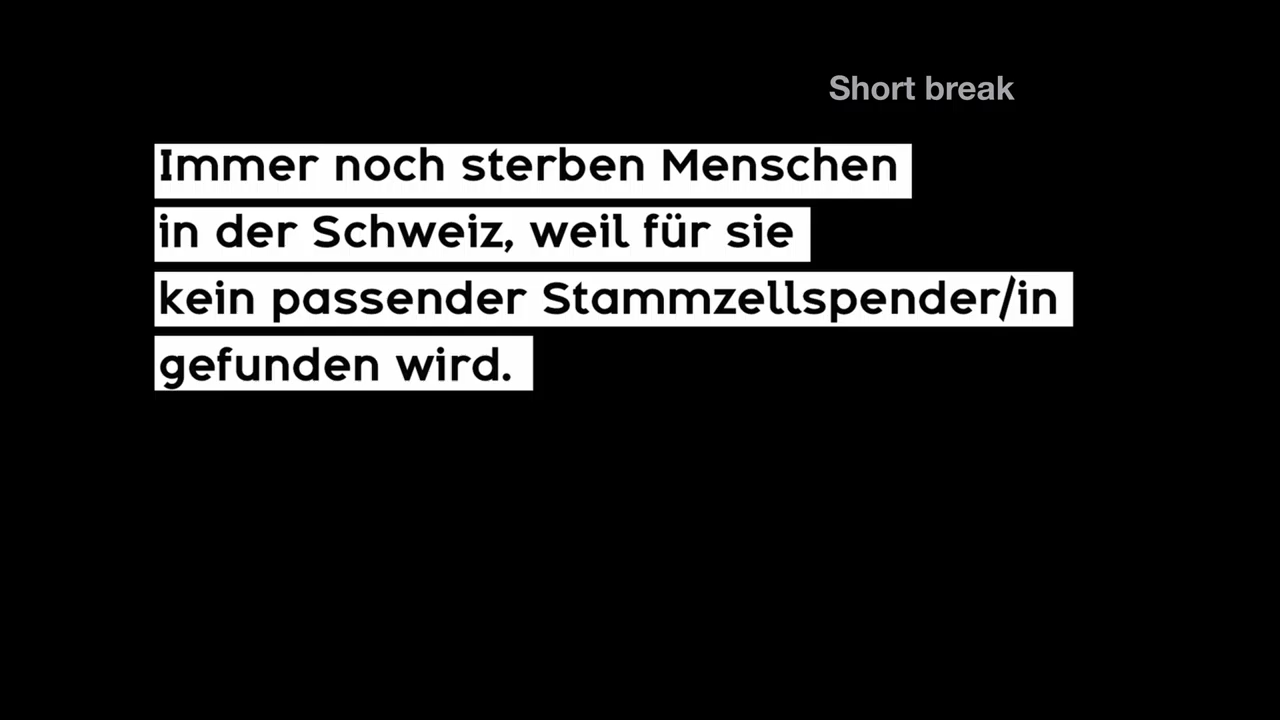 Short break
Immer noch sterben Menschen
in der Schweiz, weil für sie
kein passender Stammzellspender/in
gefunden wird.